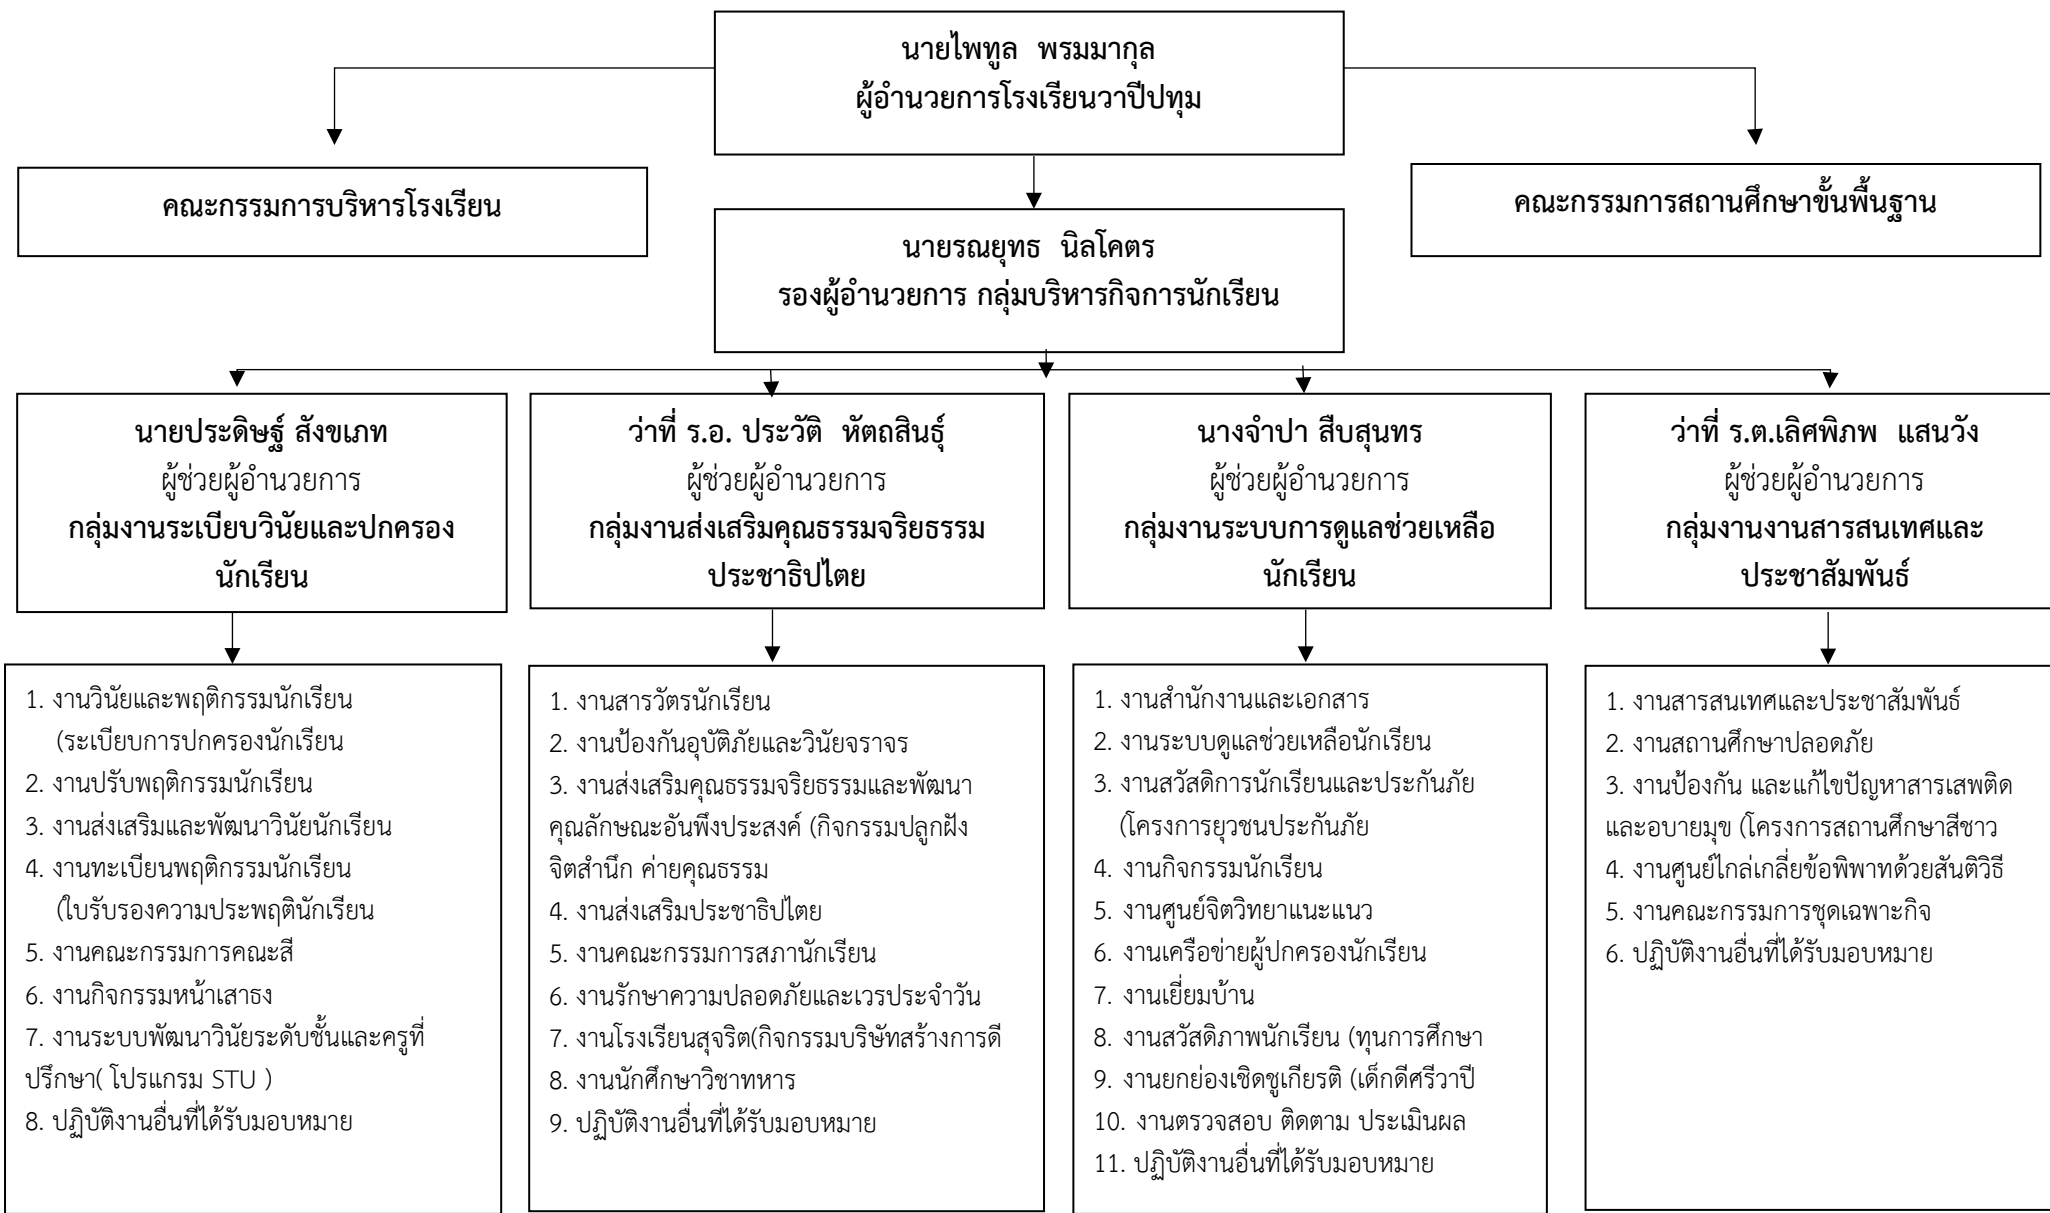 นายไพทูล  พรมมากุล
ผู้อำนวยการโรงเรียนวาปีปทุม
คณะกรรมการบริหารโรงเรียน
คณะกรรมการสถานศึกษาขั้นพื้นฐาน
นายรณยุทธ  นิลโคตร
รองผู้อำนวยการ กลุ่มบริหารกิจการนักเรียน
นายประดิษฐ์ สังขเภท
ผู้ช่วยผู้อำนวยการ
กลุ่มงานระเบียบวินัยและปกครอง
นักเรียน
ว่าที่ ร.อ. ประวัติ  หัตถสินธุ์
ผู้ช่วยผู้อำนวยการ
กลุ่มงานส่งเสริมคุณธรรมจริยธรรม
ประชาธิปไตย
นางจำปา สืบสุนทร
ผู้ช่วยผู้อำนวยการ
กลุ่มงานระบบการดูแลช่วยเหลือ
นักเรียน
ว่าที่ ร.ต.เลิศพิภพ  แสนวัง
ผู้ช่วยผู้อำนวยการ
กลุ่มงานงานสารสนเทศและ
ประชาสัมพันธ์
1. งานวินัยและพฤติกรรมนักเรียน
(ระเบียบการปกครองนักเรียน
2. งานปรับพฤติกรรมนักเรียน
3. งานส่งเสริมและพัฒนาวินัยนักเรียน
4. งานทะเบียนพฤติกรรมนักเรียน
(ใบรับรองความประพฤตินักเรียน
5. งานคณะกรรมการคณะสี
6. งานกิจกรรมหน้าเสาธง
7. งานระบบพัฒนาวินัยระดับชั้นและครูที่
ปรึกษา( โปรแกรม STU )
8. ปฏิบัติงานอื่นที่ได้รับมอบหมาย
1. งานสารวัตรนักเรียน
2. งานป้องกันอุบัติภัยและวินัยจราจร
3. งานส่งเสริมคุณธรรมจริยธรรมและพัฒนา
คุณลักษณะอันพึงประสงค์ (กิจกรรมปลูกฝัง
จิตสำนึก ค่ายคุณธรรม
4. งานส่งเสริมประชาธิปไตย
5. งานคณะกรรมการสภานักเรียน
6. งานรักษาความปลอดภัยและเวรประจำวัน
7. งานโรงเรียนสุจริต(กิจกรรมบริษัทสร้างการดี
8. งานนักศึกษาวิชาทหาร
9. ปฏิบัติงานอื่นที่ได้รับมอบหมาย
1. งานสำนักงานและเอกสาร
2. งานระบบดูแลช่วยเหลือนักเรียน
3. งานสวัสดิการนักเรียนและประกันภัย
(โครงการยุวชนประกันภัย
4. งานกิจกรรมนักเรียน
5. งานศูนย์จิตวิทยาแนะแนว
6. งานเครือข่ายผู้ปกครองนักเรียน
7. งานเยี่ยมบ้าน
8. งานสวัสดิภาพนักเรียน (ทุนการศึกษา
9. งานยกย่องเชิดชูเกียรติ (เด็กดีศรีวาปี
10. งานตรวจสอบ ติดตาม ประเมินผล
11. ปฏิบัติงานอื่นที่ได้รับมอบหมาย
1. งานสารสนเทศและประชาสัมพันธ์
2. งานสถานศึกษาปลอดภัย
3. งานป้องกัน และแก้ไขปัญหาสารเสพติด
และอบายมุข (โครงการสถานศึกษาสีขาว
4. งานศูนย์ไกล่เกลี่ยข้อพิพาทด้วยสันติวิธี
5. งานคณะกรรมการชุดเฉพาะกิจ
6. ปฏิบัติงานอื่นที่ได้รับมอบหมาย